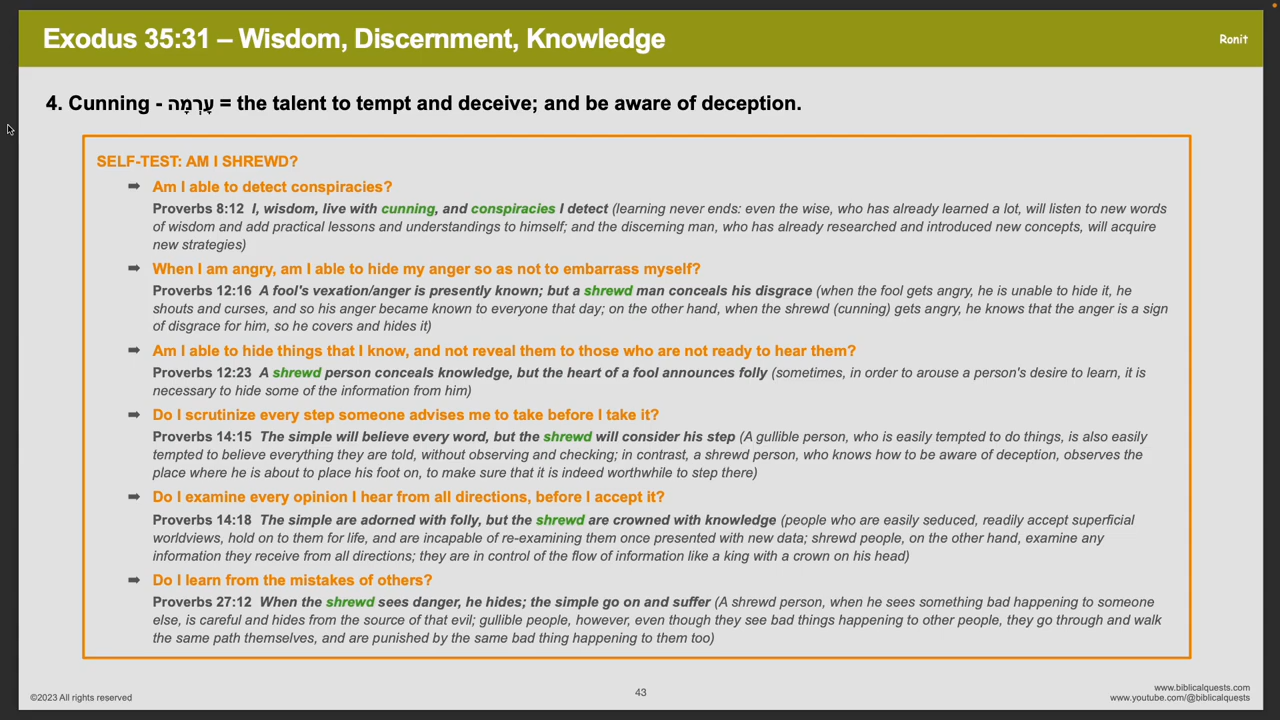 Exodus 35:31 – Wisdom, Discernment, Knowledge
Ronit
4. Cunning - עָרְמָה = the talent to tempt and deceive; and be aware of deception.
SELF-TEST: AM I SHREWD?
➡ Am I able to detect conspiracies?
Proverbs 8:12 I, wisdom, live with cunning, and conspiracies I detect (learning never ends: even the wise, who has already learned a lot, will listen to new words
of wisdom and add practical lessons and understandings to himself; and the discerning man, who has already researched and introduced new concepts, will acquire
new strategies)
➡ When I am angry, am I able to hide my anger so as not to embarrass myself?
Proverbs 12:16 A fool's vexation/anger is presently known; but a shrewd man conceals his disgrace (when the fool gets angry, he is unable to hide it, he
shouts and curses, and so his anger became known to everyone that day; on the other hand, when the shrewd (cunning) gets angry, he knows that the anger is a sign
of disgrace for him, so he covers and hides it)
➡ Am I able to hide things that I know, and not reveal them to those who are not ready to hear them?
Proverbs 12:23 A shrewd person conceals knowledge, but the heart of a fool announces folly (sometimes, in order to arouse a person's desire to learn, it is
necessary to hide some of the information from him)
➡ Do I scrutinize every step someone advises me to take before I take it?
Proverbs 14:15 The simple will believe every word, but the shrewd will consider his step (A gullible person, who is easily tempted to do things, is also easily
tempted to believe everything they are told, without observing and checking; in contrast, a shrewd person, who knows how to be aware of deception, observes the
place where he is about to place his foot on, to make sure that it is indeed worthwhile to step there)
➡ Do I examine every opinion I hear from all directions, before I accept it?
Proverbs 14:18 The simple are adorned with folly, but the shrewd are crowned with knowledge (people who are easily seduced, readily accept superficial
worldviews, hold on to them for life, and are incapable of re-examining them once presented with new data; shrewd people, on the other hand, examine any
information they receive from all directions; they are in control of the flow of information like a king with a crown on his head)
➡ Do I learn from the mistakes of others?
Proverbs 27:12 When the shrewd sees danger, he hides; the simple go on and suffer (A shrewd person, when he sees something bad happening to someone
else, is careful and hides from the source of that evil; gullible people, however, even though they see bad things happening to other people, they go through and walk
the same path themselves, and are punished by the same bad thing happening to them too)
©2023 All rights reserved
43
www.biblicalquests.com
www.youtube.com/@biblicalquests